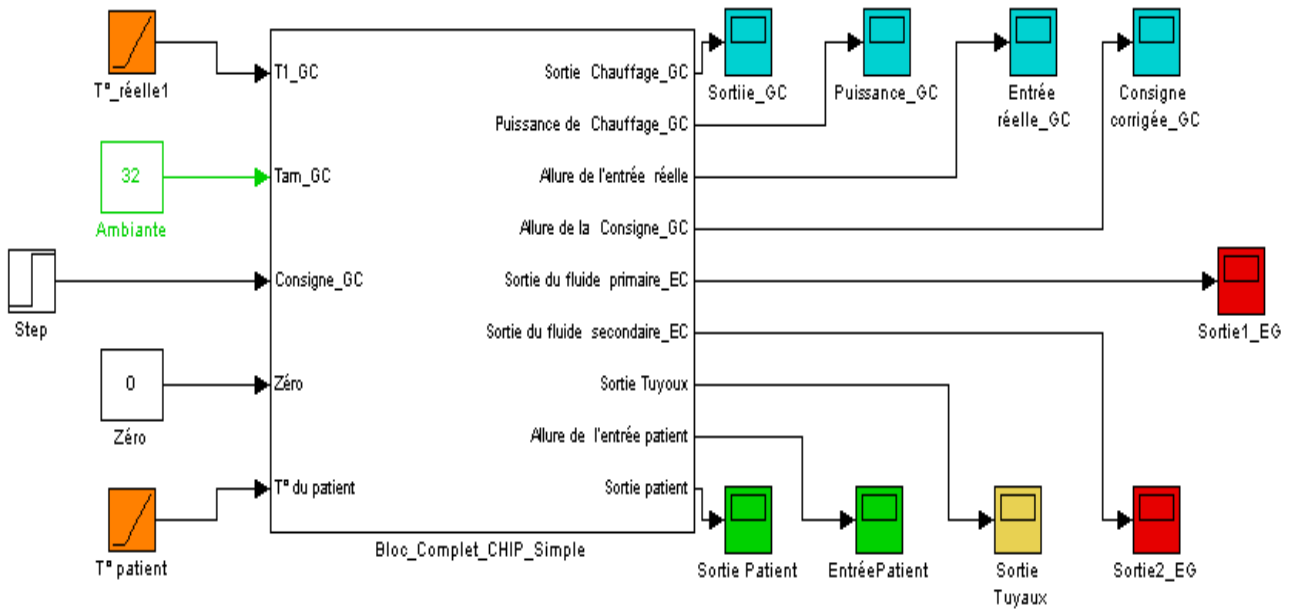 T°_réelle1
32
Ambiante
Step
0
Zéro
T° patient
T1_GC
Tam_GC
Consigne_GC
Zéro
T° du patient
Sortie Chauffage_GC
Puissance de Chauffage_GC
Allure de l'entrée réelle
Allure de la Consigne_GC
Sortie du fluide primaire_EC
Sortie du fluide secondaire_EC
Sortie Tuyoux
Allure de l'entrée patient
Sortie patient
Bloc_Complet_CHIP_Simple
Sortiie_GC
Puissance_GC
Entrée
réelle_GC
Consigne
corrigée_GC
Sortie1_EG
Sortie Patient
EntréePatient
Sortie
Tuyaux
Sortie2_EG